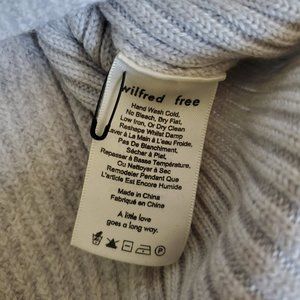 wilfred free
Hand Wash Cold,
No Bleach, Dry Flat,
Low Iron, Or Dry Clean
Reshape Whilst Damp
Laver À La Main À L'eau Froide,
Pas De Blanchiment,
Sécher à Plat,
Repasser à Basse Température,
Ou Nettoyer à Sec
Remodeler Pendant Que
L'article Est Encore Humide
Made in China
Fabriqué en Chine
A little love
goes a long way.